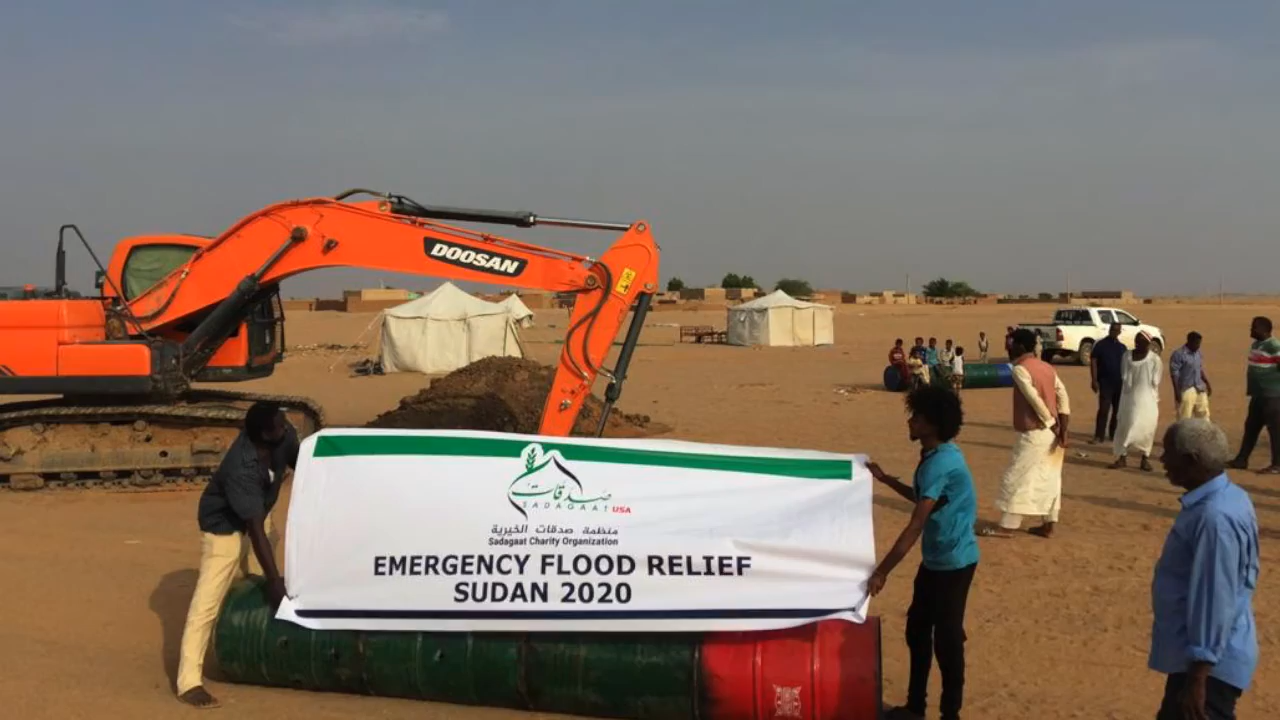 DOOSAN
صدقات
SADAGAAT USA
منظمة صدقات الخيرية
Sadagaat Charity Organization
EMERGENCY FLOOD RELIEF
SUDAN 2020